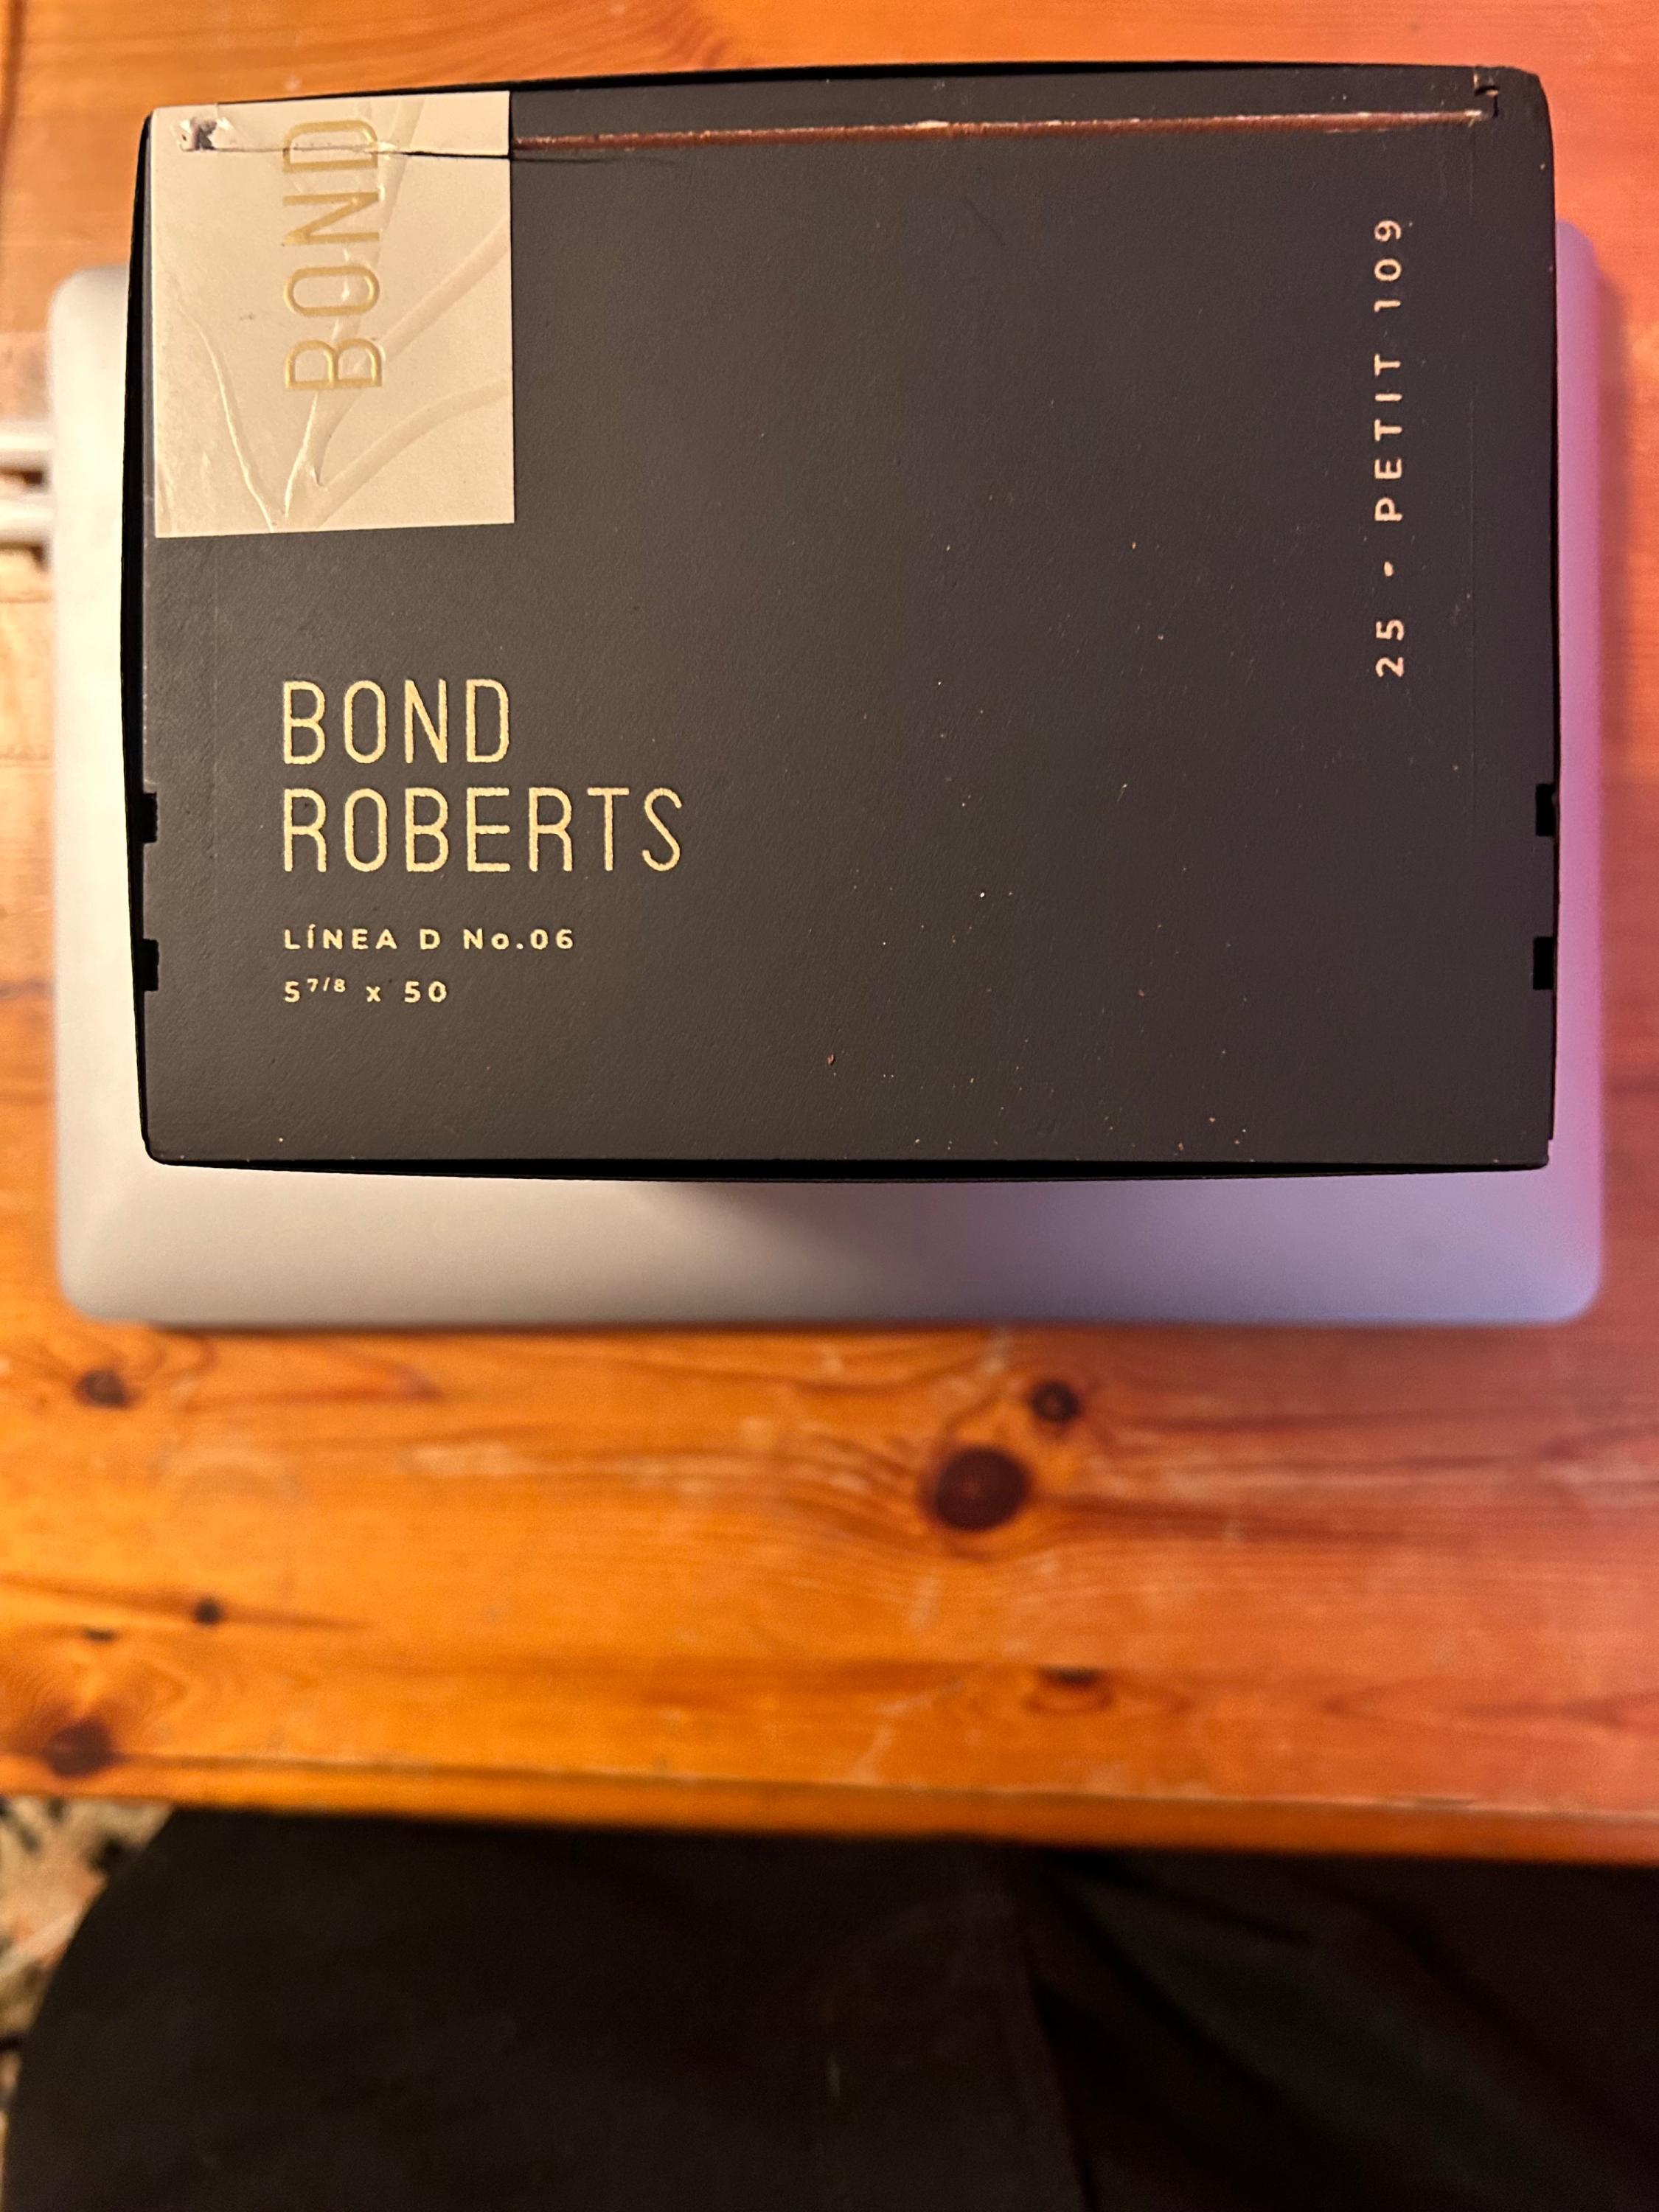 BOND
BOND
ROBERTS
LÍNEA D No.06
5 7/8 x 50
25 • PETIT 109